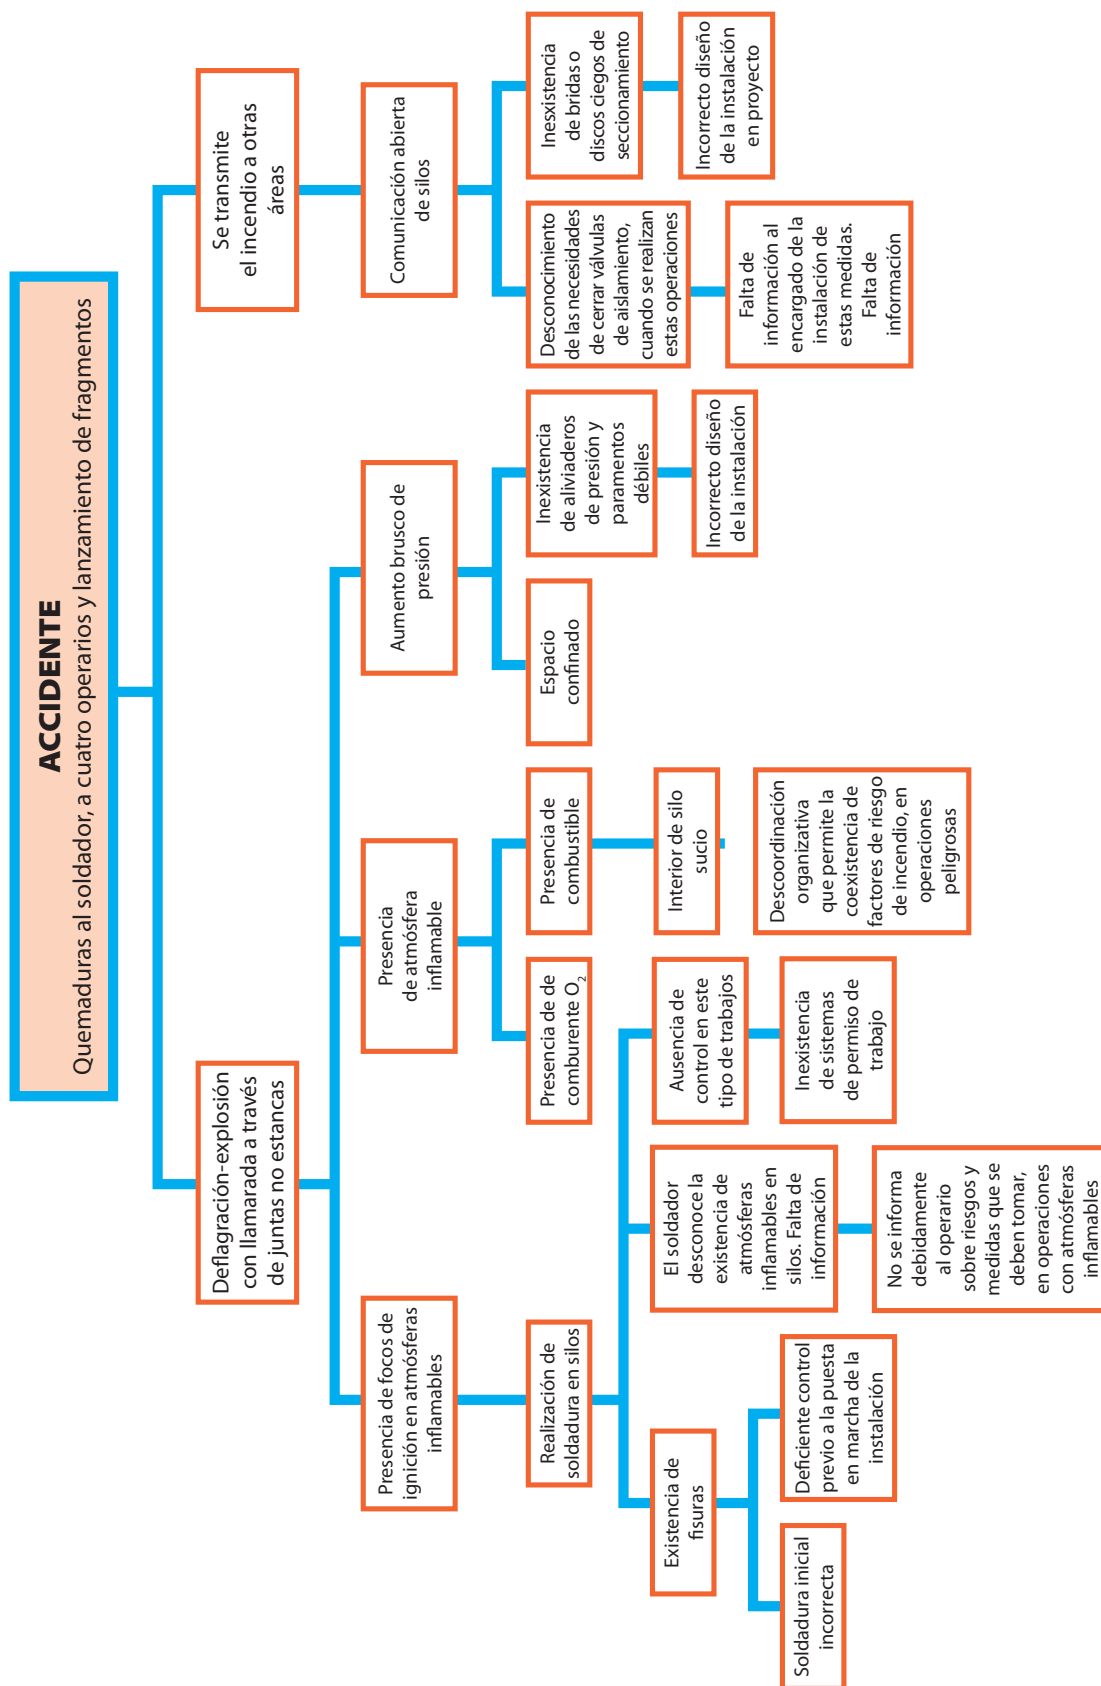 ACCIDENTE
Quemaduras al soldador, a cuatro operarios y lanzamiento de fragmentos
Deflagración-explosión
con llamarada a través
de juntas no estancas
Se transmite
el incendio a otras
áreas
Presencia de focos de
ignición en atmósferas
inflamables
Presencia
de atmósfera
inflamable
Aumento brusco de
presión
Comunicación abierta
de silos
Realización de
soldadura en silos
Presencia de de
comburente O₂
Presencia de
combustible
Espacio
confinado
Inexistencia
de aliviaderos
de presión y
paramentos
débiles
Desconocimiento
de las necesidades
de cerrar válvulas
de aislamiento,
cuando se realizan
estas operaciones
Inesxistencia
de bridas o
discos ciegos de
seccionamiento
Existencia de
fisuras
El soldador
desconoce la
existencia de
atmósferas
inflamables en
silos. Falta de
información
Ausencia de
control en este
tipo de trabajos
Interior de silo
sucio
Incorrecto diseño
de la instalación
Falta de
información al
encargado de la
instalación de
estas medidas.
Falta de
información
Incorrecto diseño
de la instalación
en proyecto
Soldadura inicial
incorrecta
Deficiente control
previo a la puesta
en marcha de la
instalación
No se informa
debidamente
al operario
sobre riesgos y
medidas que se
deben tomar,
en operaciones
con atmósferas
inflamables
Inexistencia
de sistemas
de permiso de
trabajo
Descoordinación
organizativa
que permite la
coexistencia de
factores de riesgo
de incendio, en
operaciones
peligrosas